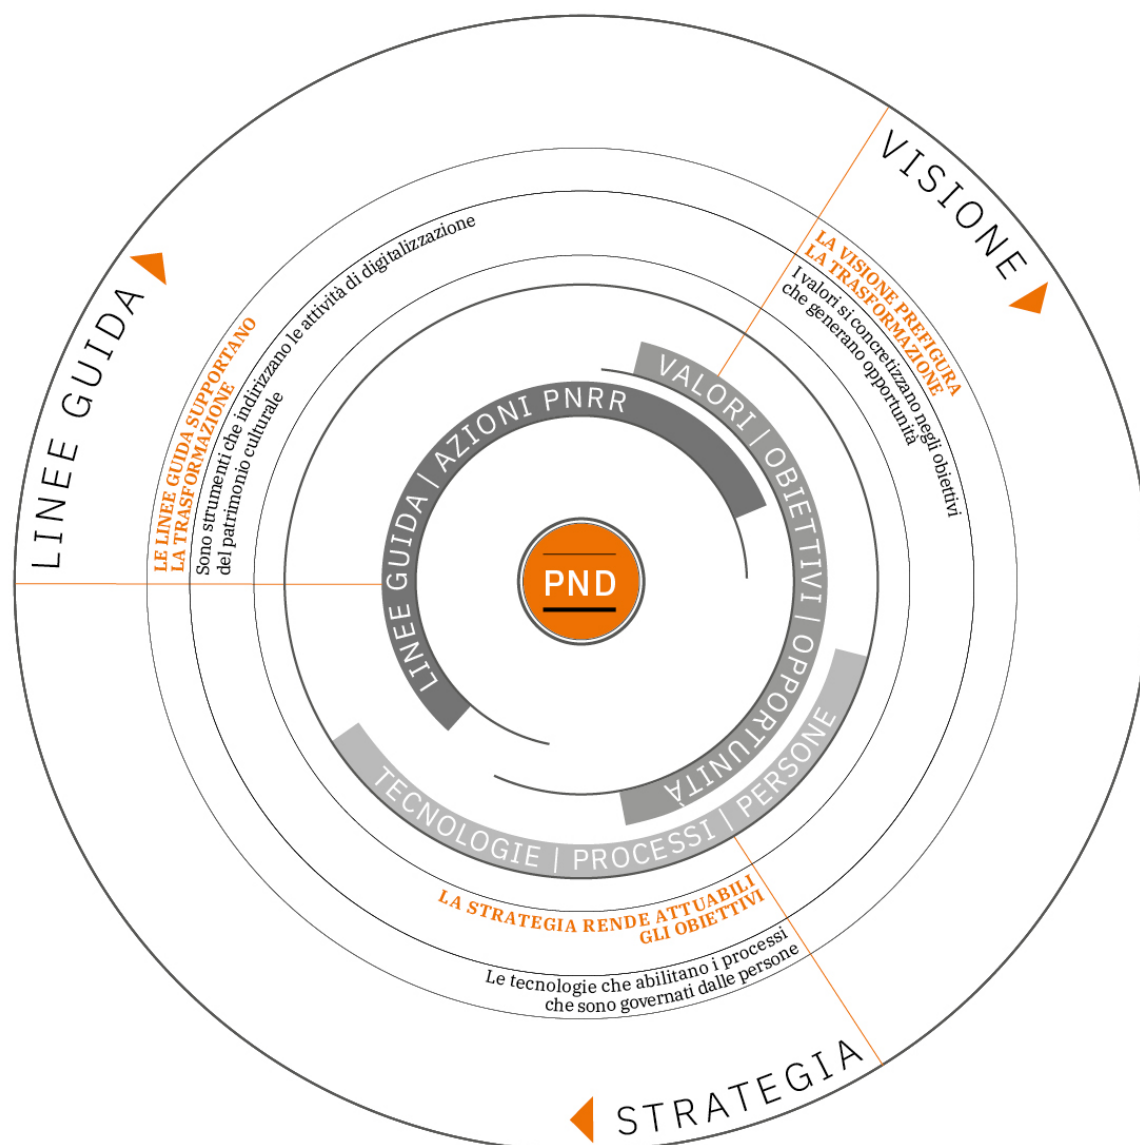 VISIONE
LA VISIONE PREFIGURA
LA TRASFORMAZIONE
I valori si concretizzano negli obiettivi
che generano opportunità
VALORI | OBIETTIVI | OPPORTUNITÀ
STRATEGIA
LA STRATEGIA RENDE ATTUABILI
GLI OBIETTIVI
Le tecnologie che abilitano i processi
che sono governati dalle persone
TECNOLOGIE | PROCESSI | PERSONE
LINEE GUIDA
LE LINEE GUIDA SUPPORTANO
LA TRASFORMAZIONE
Sono strumenti che indirizzano le attività di digitalizzazione
del patrimonio culturale
LINEE GUIDA | AZIONI PNRR
PND